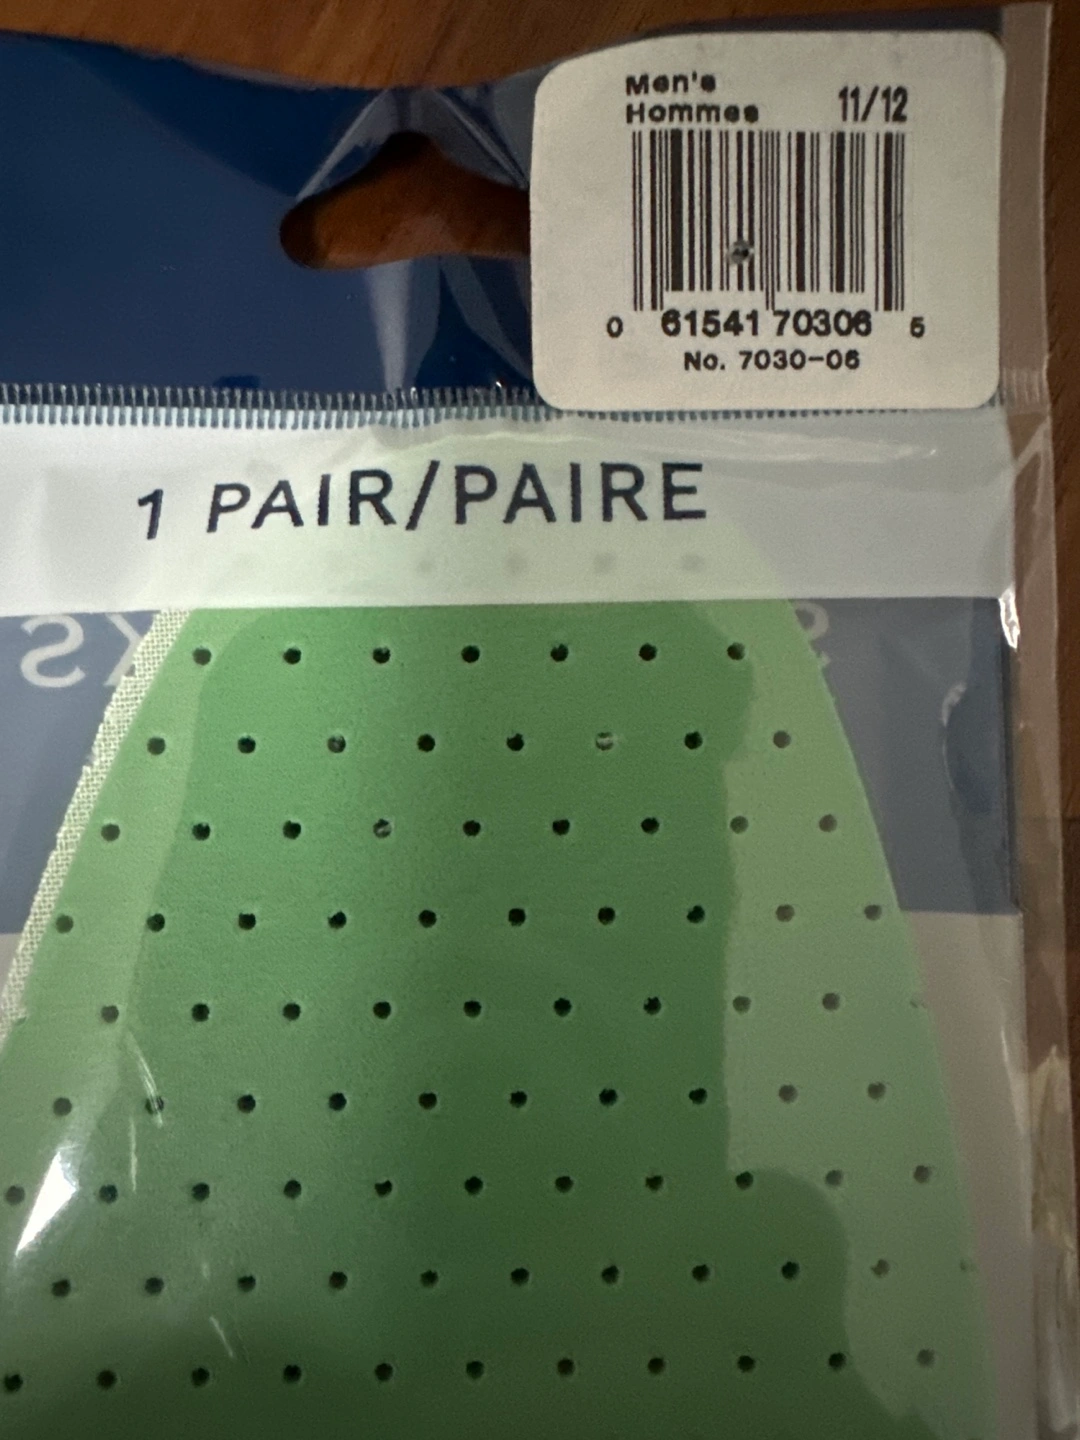 Men's
Hommes 11/12
0 61541 70306 5
No. 7030-06
1 PAIR/PAIRE